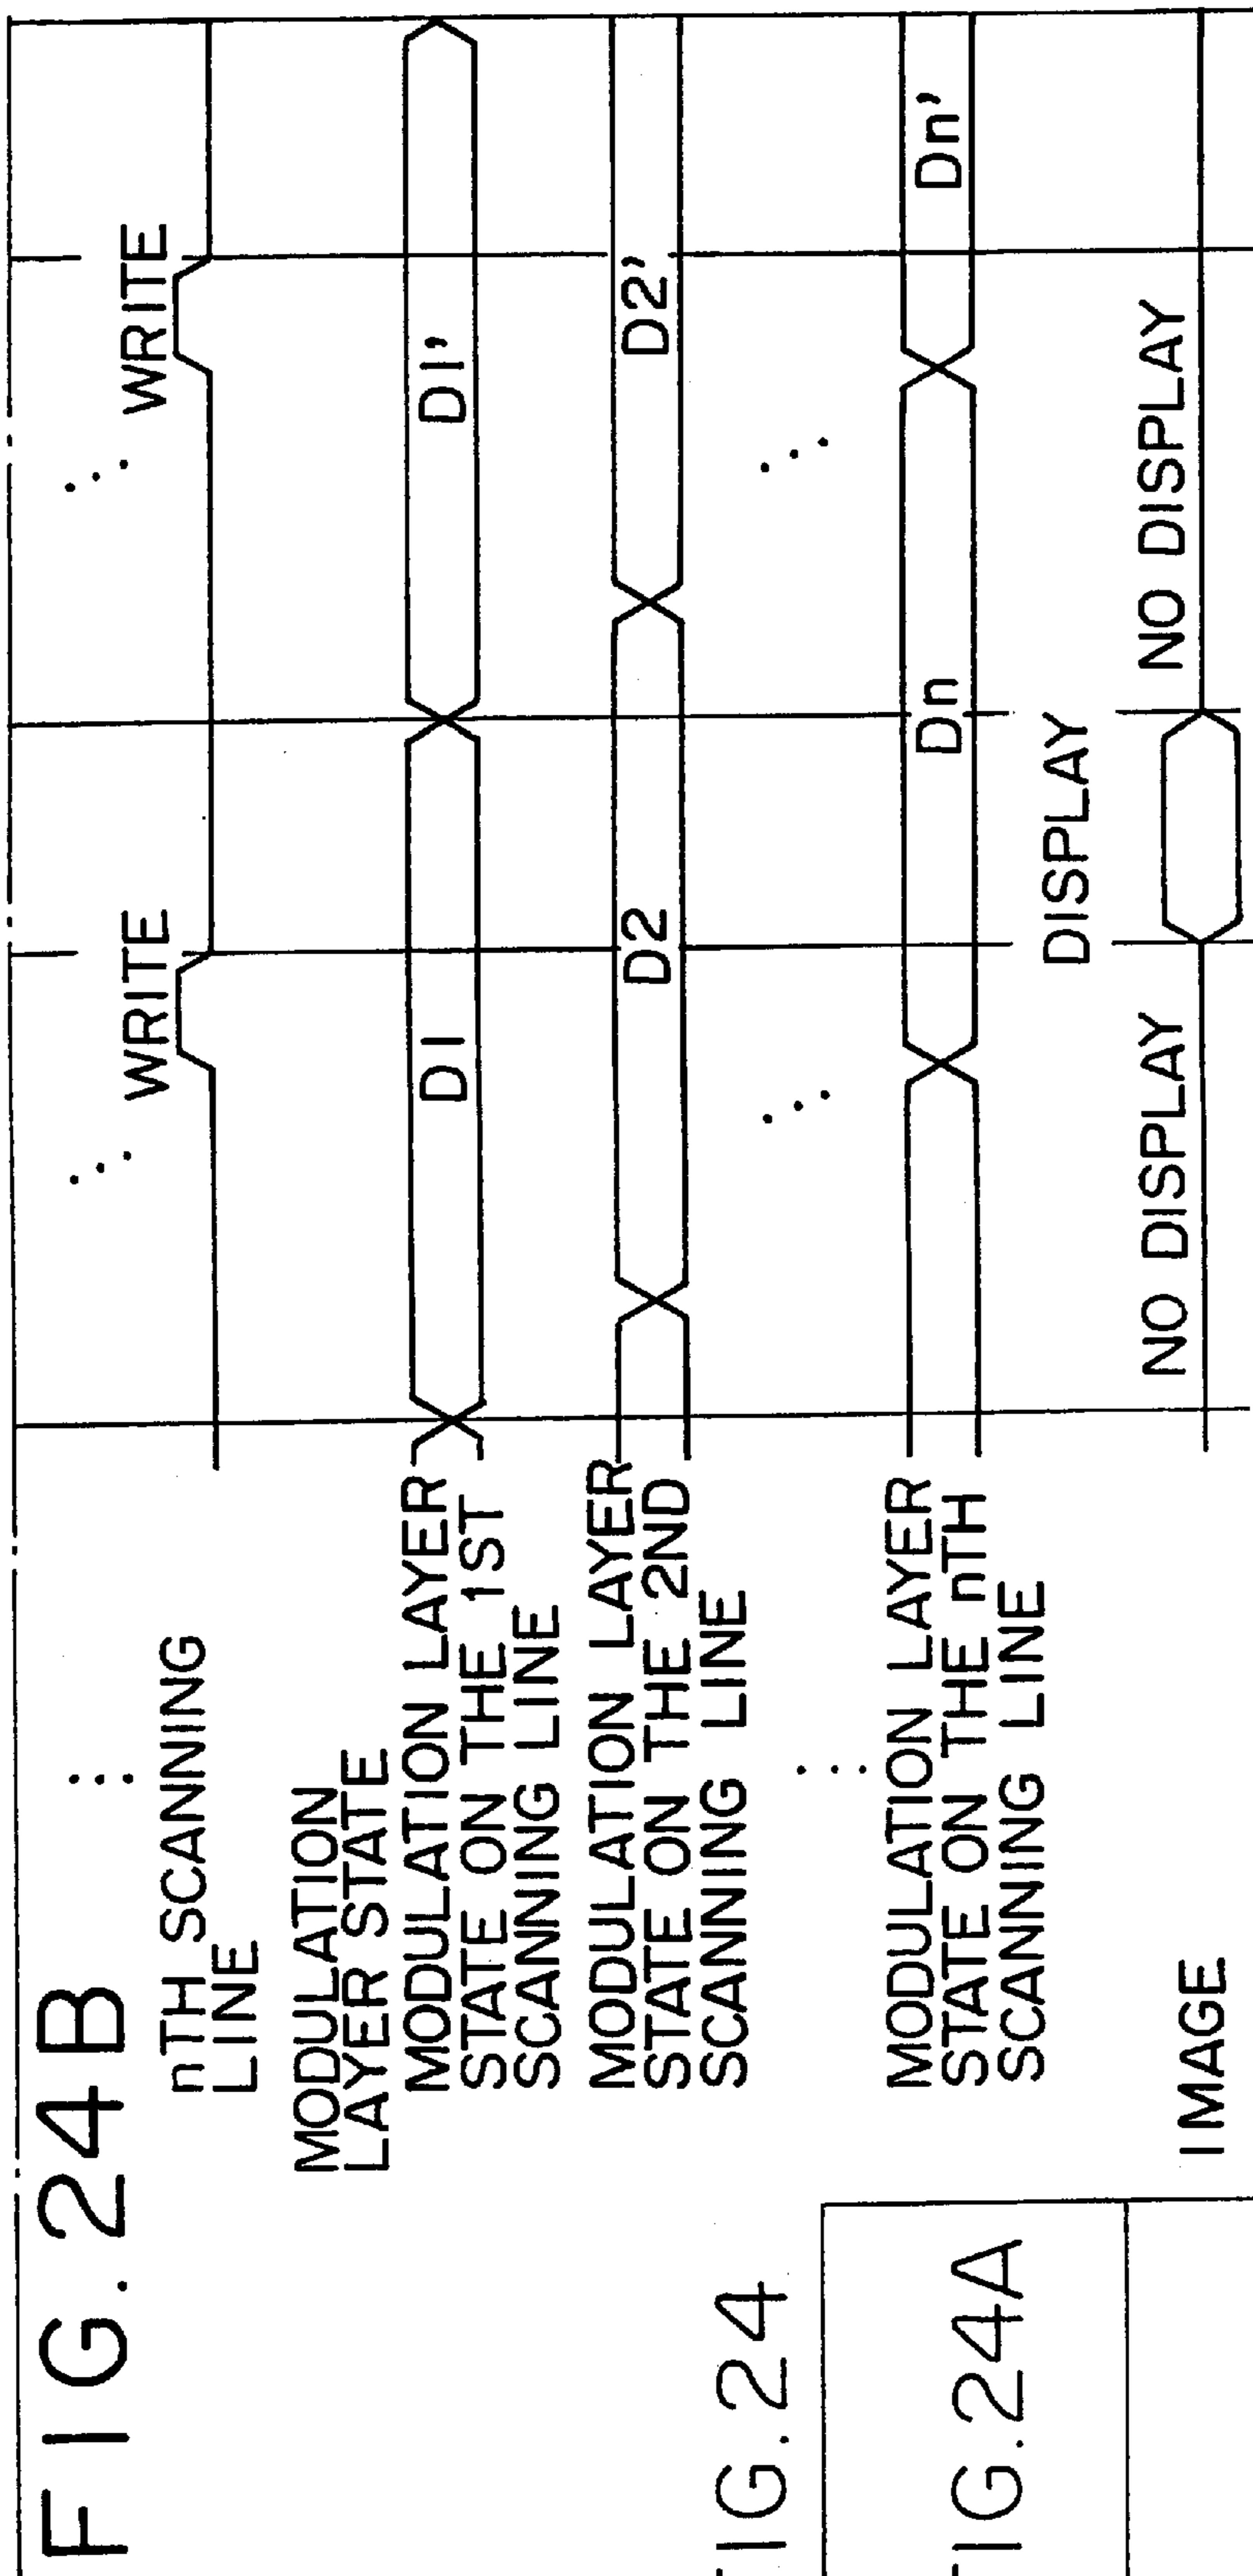 FIG.24B
nTH SCANNING
LINE
WRITE
WRITE
MODULATION
LAYER STATE
MODULATION LAYER
STATE ON THE 1ST
SCANNING LINE
D1
D1'
MODULATION LAYER
STATE ON THE 2ND
SCANNING LINE
D2
D2'
MODULATION LAYER
STATE ON THE nTH
SCANNING LINE
Dn
Dn'
IMAGE
NO DISPLAY
DISPLAY
NO DISPLAY
FIG.24
FIG.24A